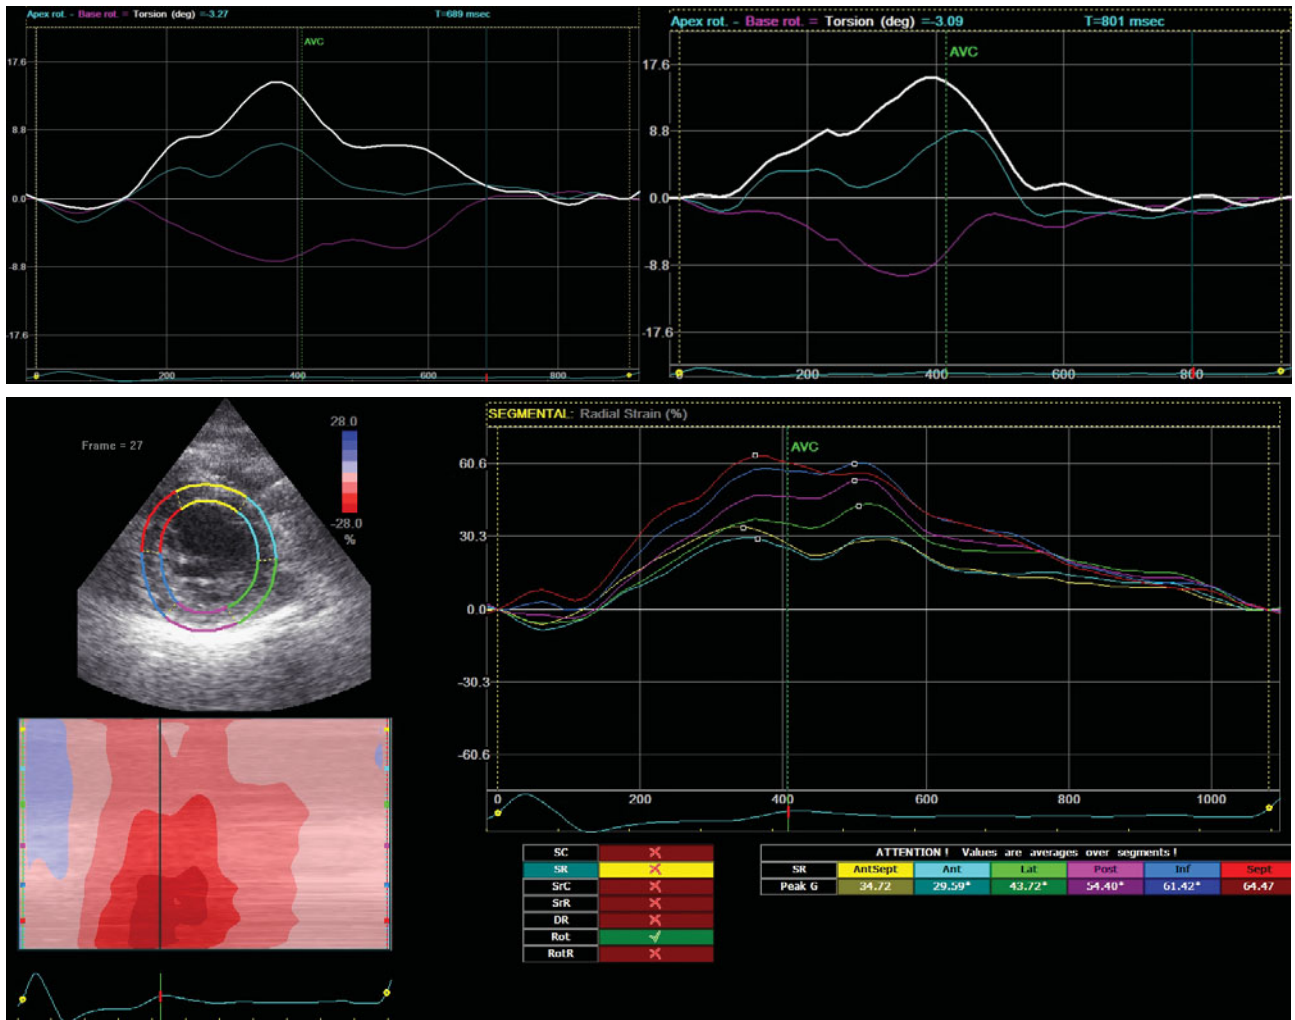 Apex rot. - Base rot. = Torsion (deg) =-3.27 T=689 msec
AVC
17.6
8.8
0.0
-8.8
-17.6
0 200 400 600 800
Apex rot. - Base rot. = Torsion (deg) =-3.09 T=801 msec
AVC
17.6
8.8
0.0
-8.8
-17.6
0 200 400 600 800
Frame = 27
28.0
-28.0
%
SEGMENTAL: Radial Strain (%)
AVC
60.6
30.3
0.0
-30.3
-60.6
0 200 400 600 800 1000
SC
SR
SrC
SrR
DR
Rot
RotR
ATTENTION ! Values are averages over segments !
SR AntSept Ant Lat Post Inf Sept
Peak G 34.72 29.59* 43.72* 54.40* 61.42* 64.47